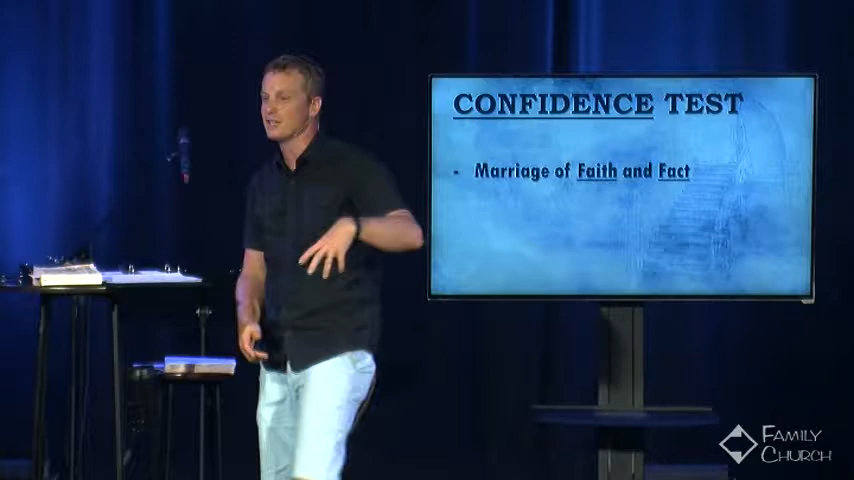 CONFIDENCE TEST
- Marriage of Faith and Fact
FAMILY
CHURCH